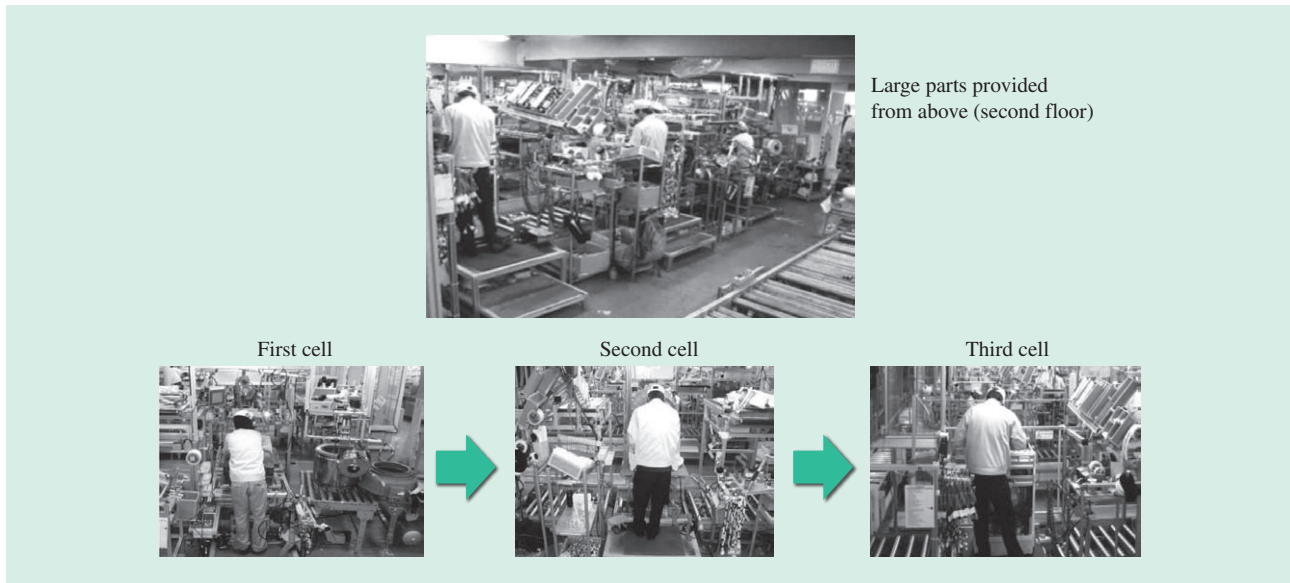 Large parts provided
from above (second floor)
First cell
Second cell
Third cell